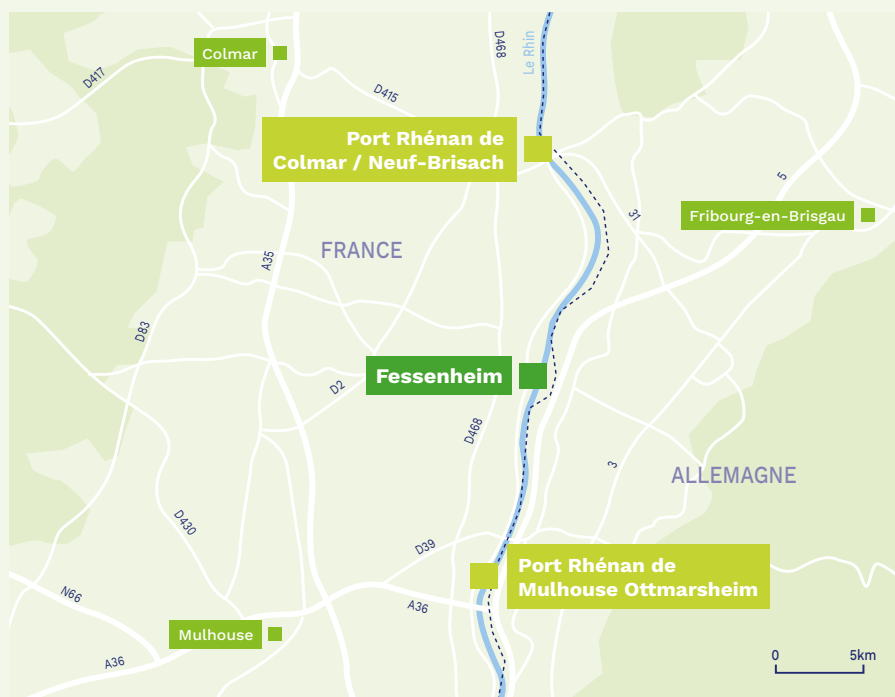 Colmar
D417
D415
D468
Le Rhin
Port Rhénan de
Colmar / Neuf-Brisach
5
31
Fribourg-en-Brisgau
FRANCE
A35
D83
Fessenheim
D2
D468
3
ALLEMAGNE
D430
D39
Port Rhénan de
Mulhouse Ottmarsheim
N66
A36
Mulhouse
A36
0 5km